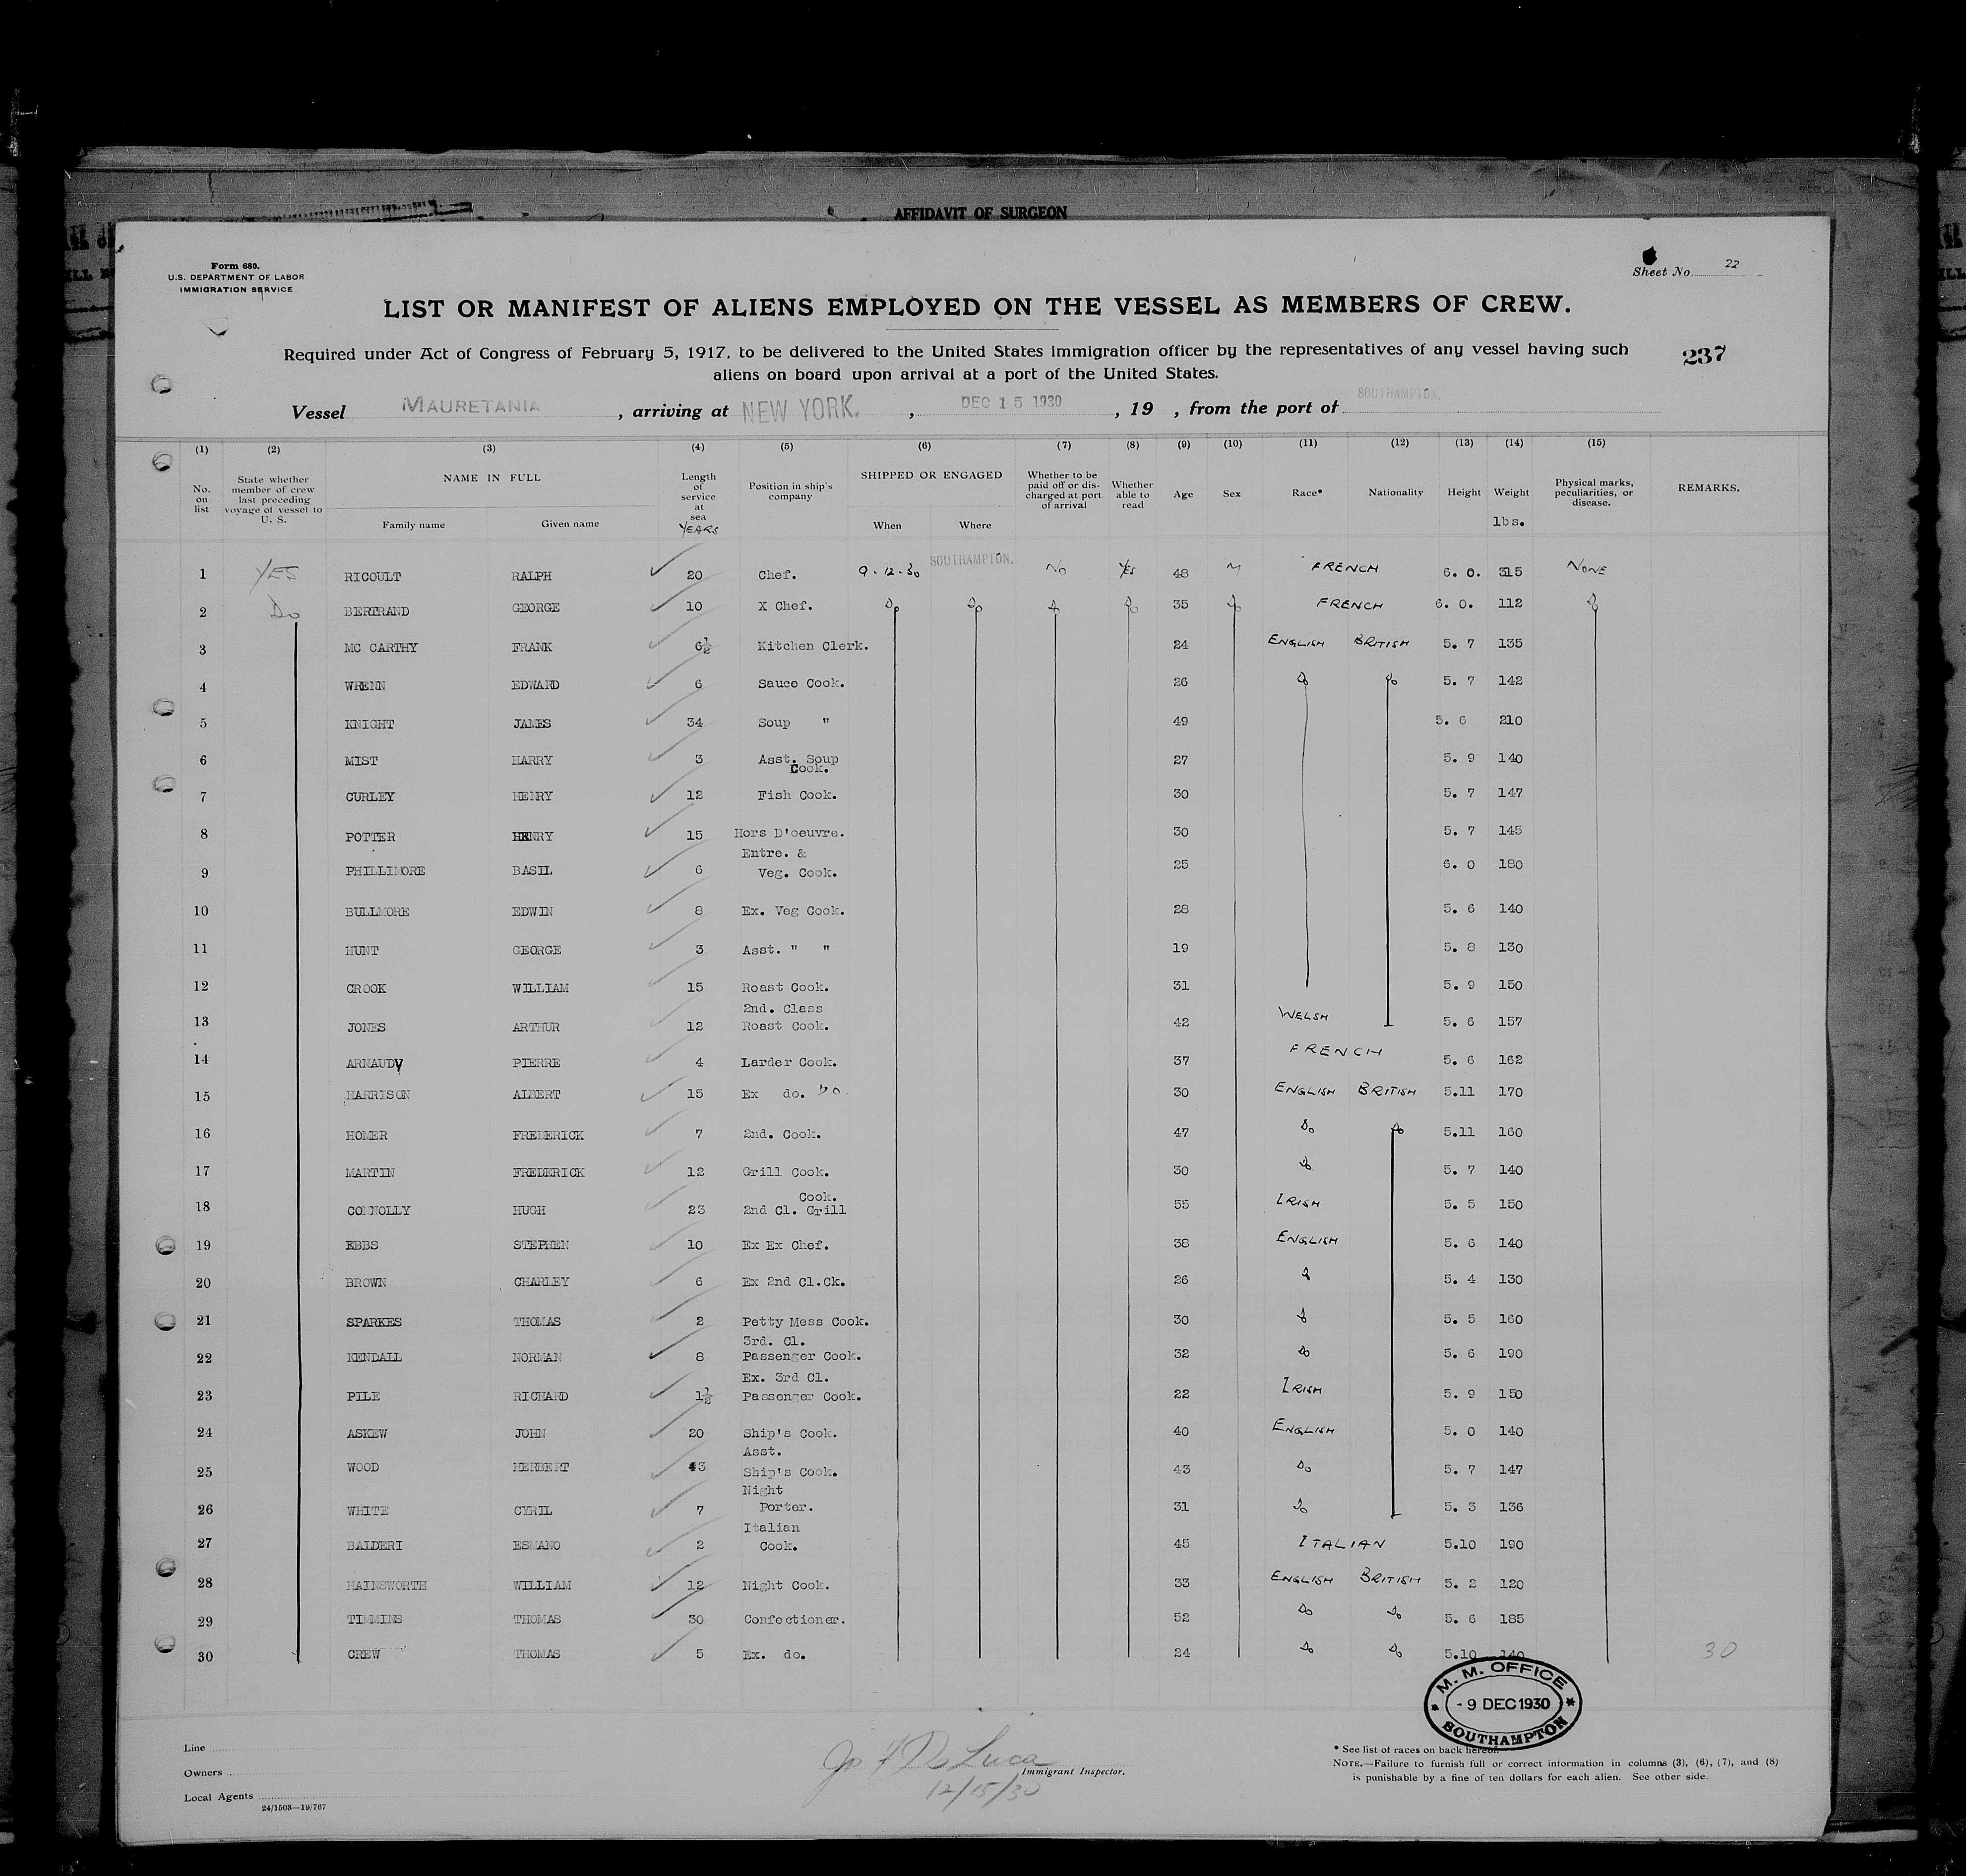 AFFIDAVIT OF SURGEON
Form 680.
U.S. DEPARTMENT OF LABOR
IMMIGRATION SERVICE
Sheet No. 22
LIST OR MANIFEST OF ALIENS EMPLOYED ON THE VESSEL AS MEMBERS OF CREW.
Required under Act of Congress of February 5, 1917, to be delivered to the United States immigration officer by the representatives of any vessel having such
aliens on board upon arrival at a port of the United States.
237
Vessel MAURETANIA, arriving at NEW YORK., DEC 15 1930, 19 , from the port of SOUTHAMPTON.
(1) (2) (3) (4) (5) (6) (7) (8) (9) (10) (11) (12) (13) (14) (15)
No. on list
State whether member of crew last preceding voyage of vessel to U. S.
NAME IN FULL
Family name Given name
Length of service at sea YEARS
Position in ship's company
SHIPPED OR ENGAGED
When Where
Whether to be paid off or discharged at port of arrival
Whether able to read
Age Sex Race* Nationality Height Weight lbs.
Physical marks, peculiarities, or disease.
REMARKS.
1 YES RICOULT RALPH 20 Chef. 9.12.30 SOUTHAMPTON. No Yes 48 M FRENCH 6. 0. 315 NONE
2 Do BERTRAND GEORGE 10 X Chef. Do Do Do Do 35 Do FRENCH 6. 0. 112 Do
3 MC CARTHY FRANK 6½ Kitchen Clerk. 24 ENGLISH BRITISH 5. 7 135
4 WRENN EDWARD 6 Sauce Cook. 26 Do Do 5. 7 142
5 KNIGHT JAMES 34 Soup " 49 5. 6 210
6 MIST HARRY 3 Asst. Soup Cook. 27 5. 9 140
7 CURLEY HENRY 12 Fish Cook. 30 5. 7 147
8 POTTER HENRY 15 Hors D'oeuvre. 30 5. 7 145
9 PHILLIMORE BASIL 6 Entre. & Veg. Cook. 25 6. 0 180
10 BULLMORE EDWIN 8 Ex. Veg Cook. 28 5. 6 140
11 HUNT GEORGE 3 Asst. " " 19 5. 8 130
12 CROOK WILLIAM 15 Roast Cook. 31 5. 9 150
13 JONES ARTHUR 12 2nd. Class Roast Cook. 42 WELSH 5. 6 157
14 ARNAUDY PIERRE 4 Larder Cook. 37 FRENCH 5. 6 162
15 HARRISON ALBERT 15 Ex do. Do. 30 ENGLISH BRITISH 5.11 170
16 HOMER FREDERICK 7 2nd. Cook. 47 Do Do 5.11 160
17 MARTIN FREDERICK 12 Grill Cook. 30 Do 5. 7 140
18 CONNOLLY HUGH 23 2nd Cl. Grill Cook. 55 IRISH 5. 5 150
19 EBBS STEPHEN 10 Ex Ex Chef. 38 ENGLISH 5. 6 140
20 BROWN CHARLEY 6 Ex 2nd Cl.Ck. 26 Do 5. 4 130
21 SPARKES THOMAS 2 Petty Mess Cook. 30 Do 5. 5 160
22 KENDALL NORMAN 8 3rd. Cl. Passenger Cook. 32 Do 5. 6 190
23 PILE RICHARD 1½ Ex. 3rd Cl. Passenger Cook. 22 IRISH 5. 9 150
24 ASKEW JOHN 20 Ship's Cook. 40 ENGLISH 5. 0 140
25 WOOD HERBERT 13 Asst. Ship's Cook. 43 Do 5. 7 147
26 WHITE CYRIL 7 Night Porter. 31 Do 5. 3 136
27 BALDERI ESMANO 2 Italian Cook. 45 ITALIAN 5.10 190
28 HAINSWORTH WILLIAM 12 Night Cook. 33 ENGLISH BRITISH 5. 2 120
29 TIMMINS THOMAS 30 Confectioner. 52 Do Do 5. 6 185
30 CREW THOMAS 5 Ex. do. 24 Do Do 5.10 140 30
M. M. OFFICE
- 9 DEC 1930
SOUTHAMPTON
Line
Owners
Local Agents
24/1503—19/767
De Luca
Immigrant Inspector.
12/15/30
* See list of races on back hereof.
NOTE.—Failure to furnish full or correct information in columns (3), (6), (7), and (8)
is punishable by a fine of ten dollars for each alien. See other side.